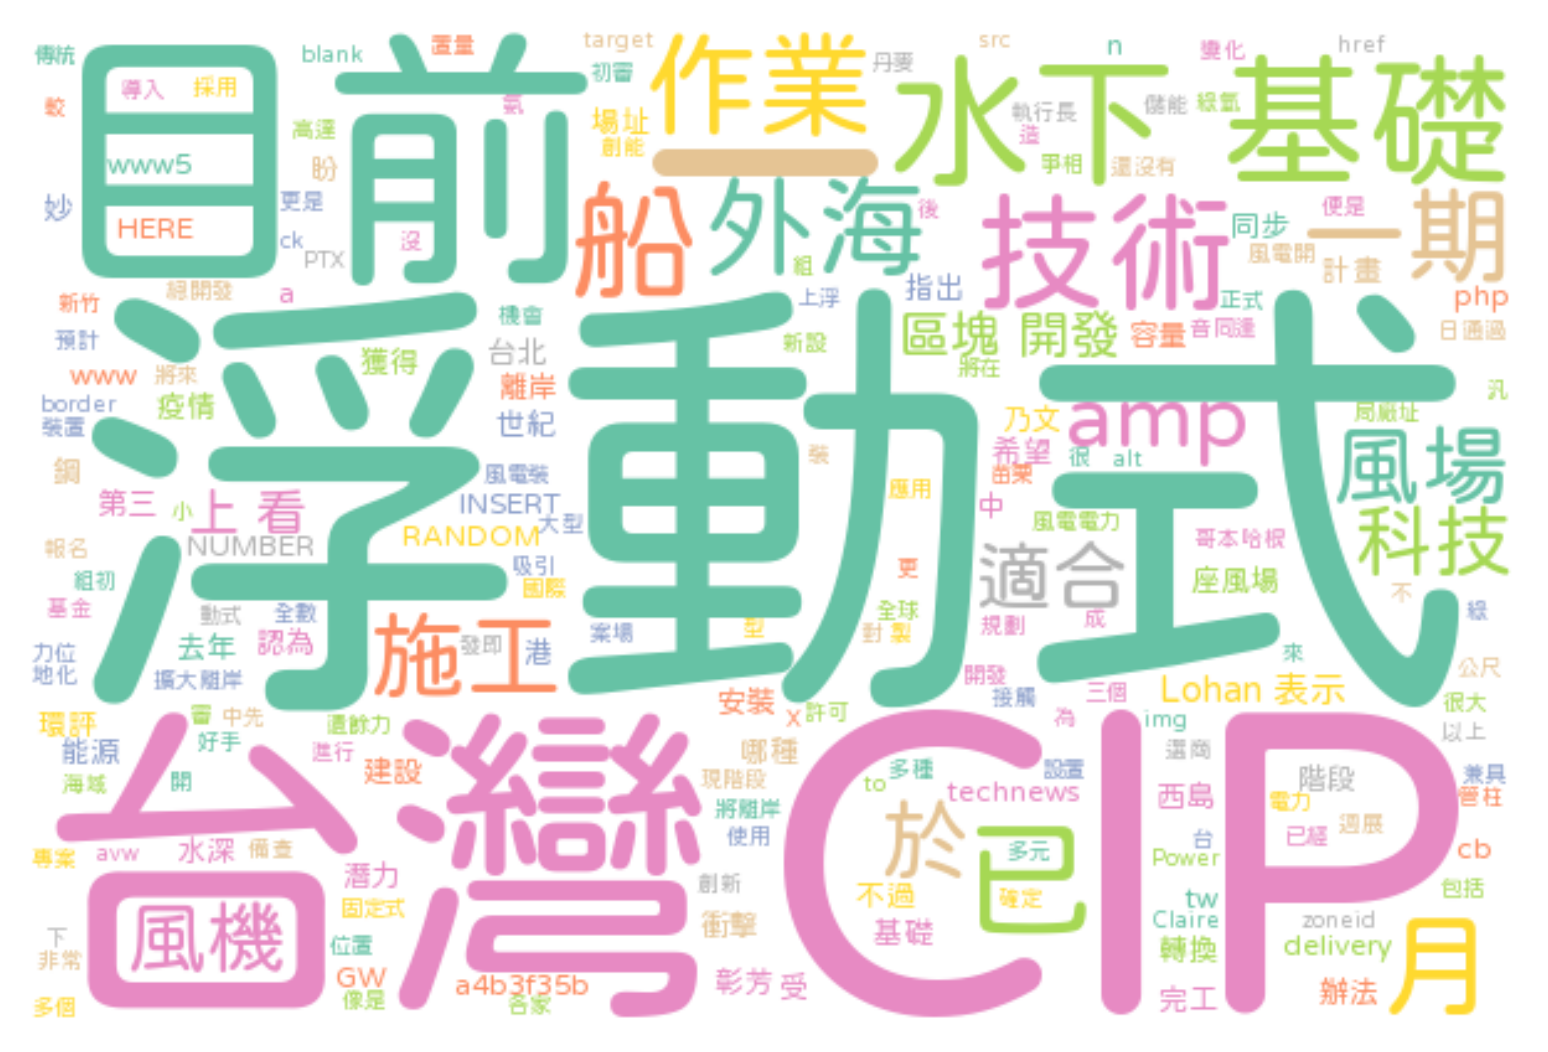 傳統 blank 置量 target src n 變化 href
導入 採用 氫 初審 作業 丹麥 水下 基礎
較 高達 場址 執行長 儲能 綠氫
目前 www5 盼 創能 造 爭相 還沒有
妙 HERE 更是 船 外海 後 技術 同步 便是 一期
ck PTX 沒 組 風電開 計畫
新竹 綠開發 a 機會 上浮 指出 正式 php
預計 獲得 台北 新設 區塊 開發 容量 音同達 日通過
www 將來 離岸 將在 汎
border 疫情 世紀 乃文 amp 局廠址
裝置 浮動式 裝 希望 很 alt 風場
鋼 風電裝 應用 苗栗
第三 小 上看 INSERT 中 風電電力 科技
報名 NUMBER RANDOM 大型 哥本哈根
組初 吸引 更 適合 座風場 不
基金 動式 全數 國際 全球 成 綠
力位 去年 認為 施工 發即 港 案場 型 對 製 規劃 來
地化 擴大離岸 開發 公尺
環評 審 中先 遺餘力 安裝 x 許可 接觸 三個 Lohan 表示 很大
能源 好手 進行 哪種 為 img 以上
海域 開 建設 現階段 多種 設置 還商 階段 兼具
台灣 將離岸 to technews 西島 電力 管柱
專案 avw 水深 備查 使用 於 CIP 台 已經 週展 cb
潛力 創新 已 多元 Power 包括
風機 固定式 衝擊 不過 確定 tw zoneid
下 位置 基礎 Claire delivery 月
非常 GW a4b3f35b 彰芳 受 轉換 辦法
多個 像是 各家 完工